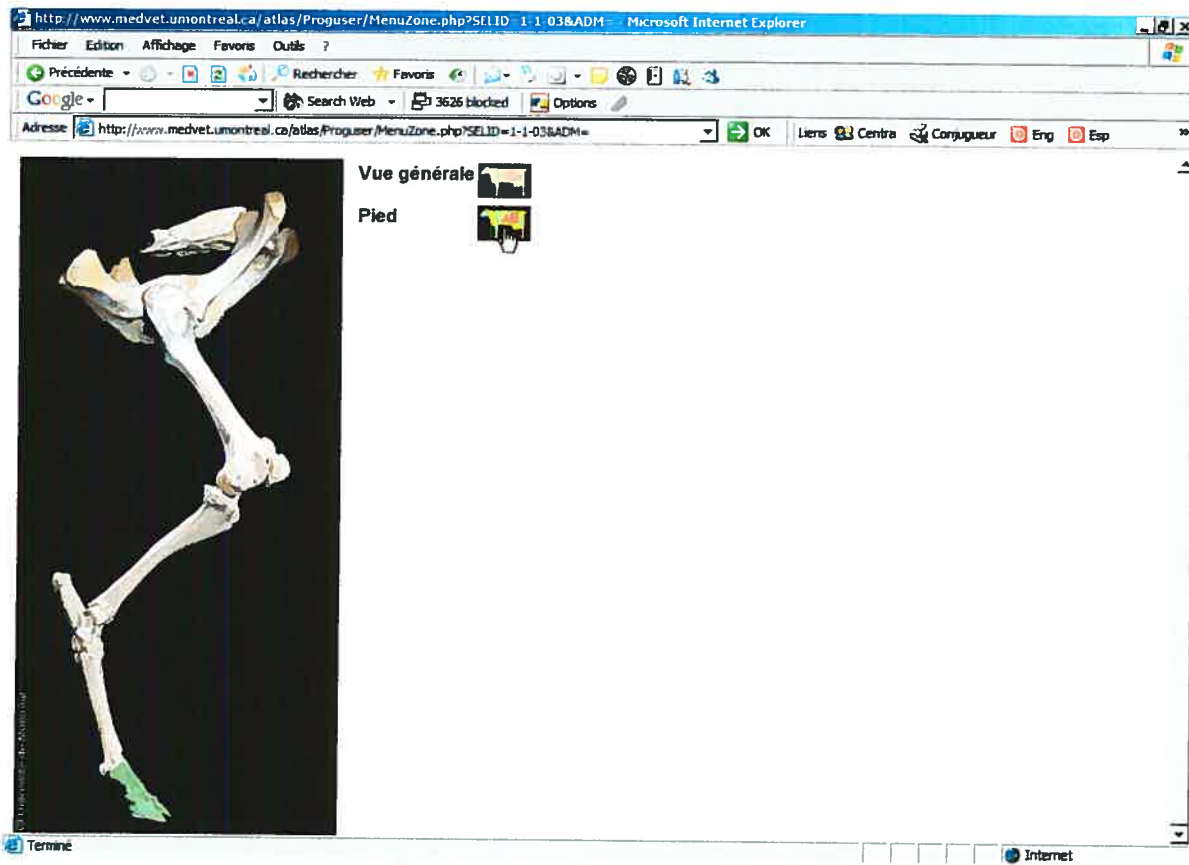 http://www.medvet.umontreal.ca/atlas/Proguser/MenuZone.php?SELID=1-1-03&ADM= - Microsoft Internet Explorer
Fichier Edition Affichage Favoris Outils ?
Précédente Rechercher Favoris
Google Search Web 3626 blocked Options
Adresse http://www.medvet.umontreal.ca/atlas/Proguser/MenuZone.php?SELID=1-1-03&ADM= OK Liens Centra Conjugueur Eng Esp »
Vue générale
Pied
© Université de Montréal
Terminé Internet